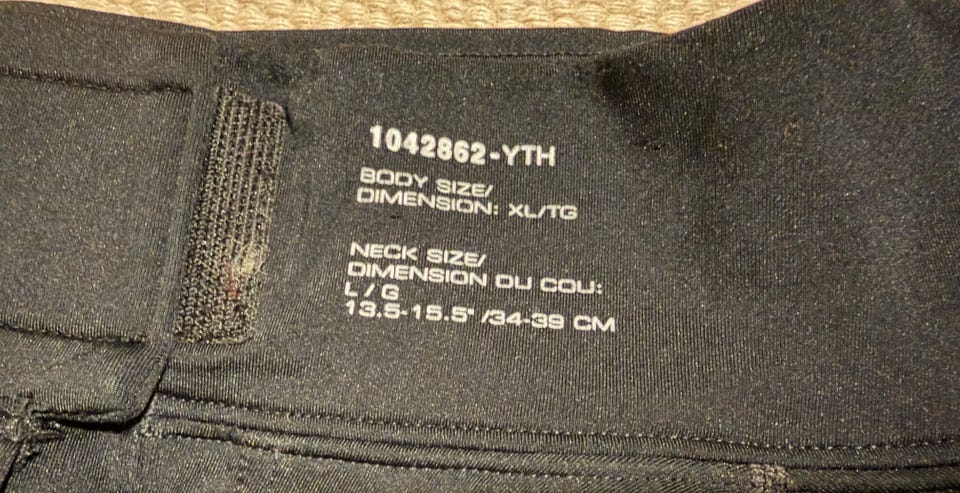 1042862-YTH
BODY SIZE/
DIMENSION: XL/TG
NECK SIZE/
DIMENSION DU COU:
L / G
13.5-15.5" /34-39 CM